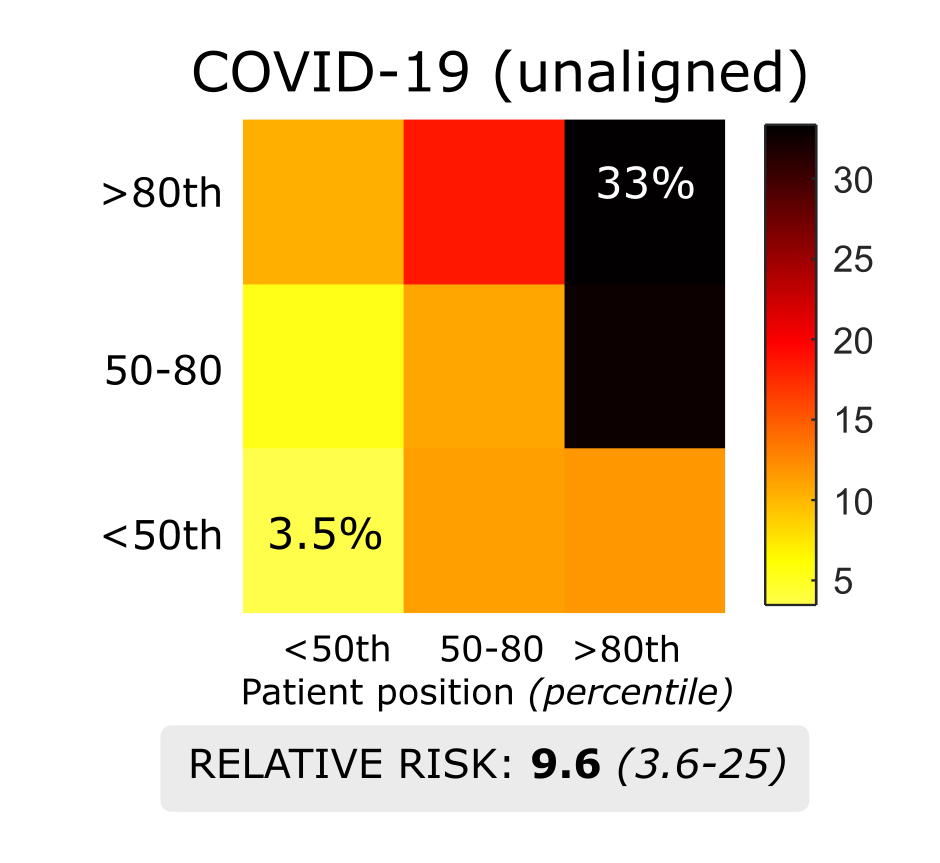 COVID-19 (unaligned)
>80th
33%
50-80
<50th
3.5%
30
25
20
15
10
5
<50th 50-80 >80th
Patient position (percentile)
RELATIVE RISK: 9.6 (3.6-25)